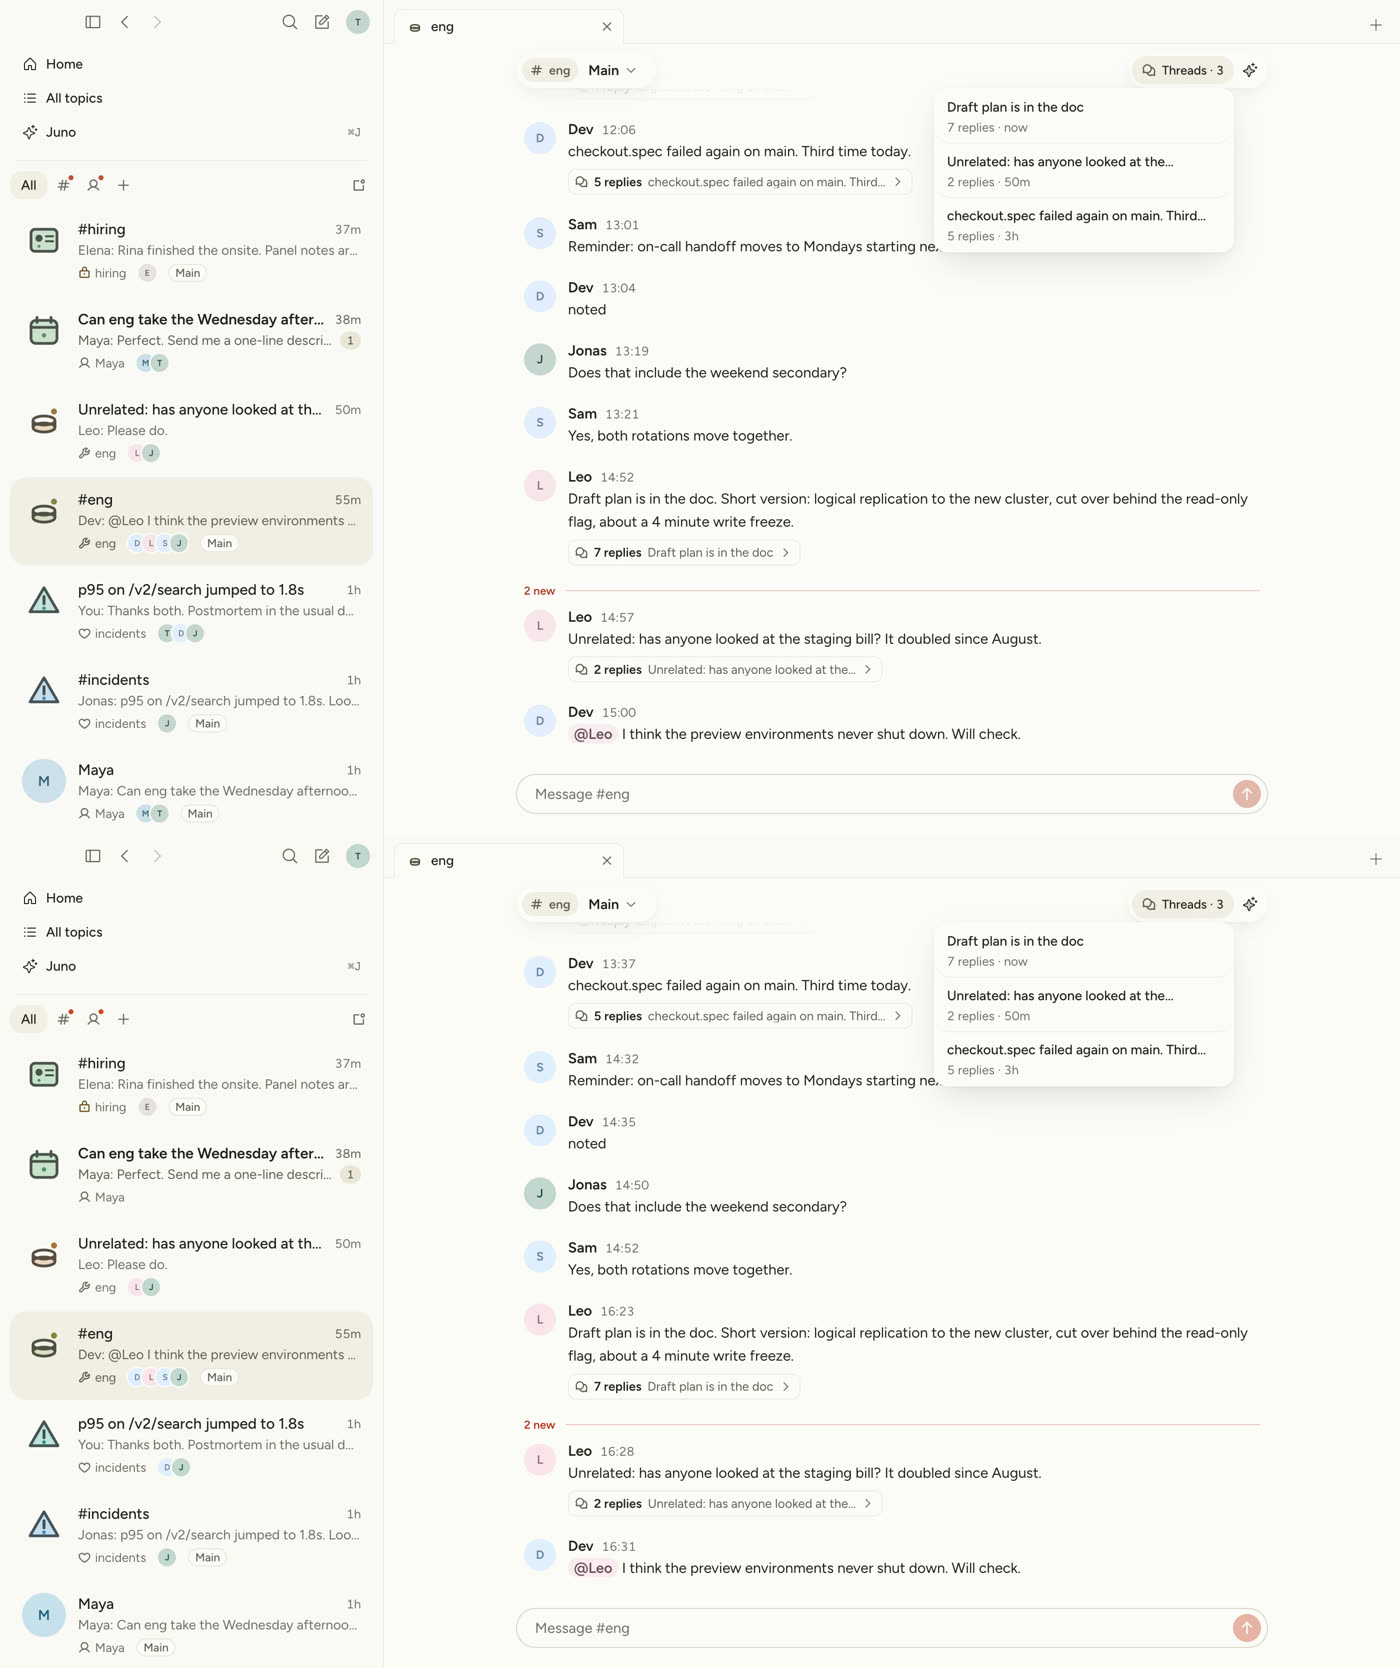 T
eng
Home
All topics
Juno
⌘J
All
#hiring
37m
Elena: Rina finished the onsite. Panel notes ar...
hiring
E
Main
Can eng take the Wednesday after...
38m
Maya: Perfect. Send me a one-line descri...
1
Maya
M T
Unrelated: has anyone looked at th...
50m
Leo: Please do.
eng
L J
#eng
55m
Dev: @Leo I think the preview environments ...
eng
D L S J
Main
p95 on /v2/search jumped to 1.8s
1h
You: Thanks both. Postmortem in the usual d...
incidents
T D J
#incidents
1h
Jonas: p95 on /v2/search jumped to 1.8s. Loo...
incidents
J
Main
M
Maya
1h
Maya: Can eng take the Wednesday afternoo...
Maya
M T
Main
# eng
Main
Threads · 3
Draft plan is in the doc
7 replies · now
Unrelated: has anyone looked at the...
2 replies · 50m
checkout.spec failed again on main. Third...
5 replies · 3h
D
Dev 12:06
checkout.spec failed again on main. Third time today.
5 replies checkout.spec failed again on main. Third...
S
Sam 13:01
Reminder: on-call handoff moves to Mondays starting
D
Dev 13:04
noted
J
Jonas 13:19
Does that include the weekend secondary?
S
Sam 13:21
Yes, both rotations move together.
L
Leo 14:52
Draft plan is in the doc. Short version: logical replication to the new cluster, cut over behind the read-only
flag, about a 4 minute write freeze.
7 replies Draft plan is in the doc
2 new
L
Leo 14:57
Unrelated: has anyone looked at the staging bill? It doubled since August.
2 replies Unrelated: has anyone looked at the...
D
Dev 15:00
@Leo I think the preview environments never shut down. Will check.
Message #eng
T
eng
Home
All topics
Juno
⌘J
All
#hiring
37m
Elena: Rina finished the onsite. Panel notes ar...
hiring
E
Main
Can eng take the Wednesday after...
38m
Maya: Perfect. Send me a one-line descri...
1
Maya
Unrelated: has anyone looked at th...
50m
Leo: Please do.
eng
L J
#eng
55m
Dev: @Leo I think the preview environments ...
eng
D L S J
Main
p95 on /v2/search jumped to 1.8s
1h
You: Thanks both. Postmortem in the usual d...
incidents
D J
#incidents
1h
Jonas: p95 on /v2/search jumped to 1.8s. Loo...
incidents
J
Main
M
Maya
1h
Maya: Can eng take the Wednesday afternoo...
Maya
Main
# eng
Main
Threads · 3
Draft plan is in the doc
7 replies · now
Unrelated: has anyone looked at the...
2 replies · 50m
checkout.spec failed again on main. Third...
5 replies · 3h
D
Dev 13:37
checkout.spec failed again on main. Third time today.
5 replies checkout.spec failed again on main. Third...
S
Sam 14:32
Reminder: on-call handoff moves to Mondays starting
D
Dev 14:35
noted
J
Jonas 14:50
Does that include the weekend secondary?
S
Sam 14:52
Yes, both rotations move together.
L
Leo 16:23
Draft plan is in the doc. Short version: logical replication to the new cluster, cut over behind the read-only
flag, about a 4 minute write freeze.
7 replies Draft plan is in the doc
2 new
L
Leo 16:28
Unrelated: has anyone looked at the staging bill? It doubled since August.
2 replies Unrelated: has anyone looked at the...
D
Dev 16:31
@Leo I think the preview environments never shut down. Will check.
Message #eng